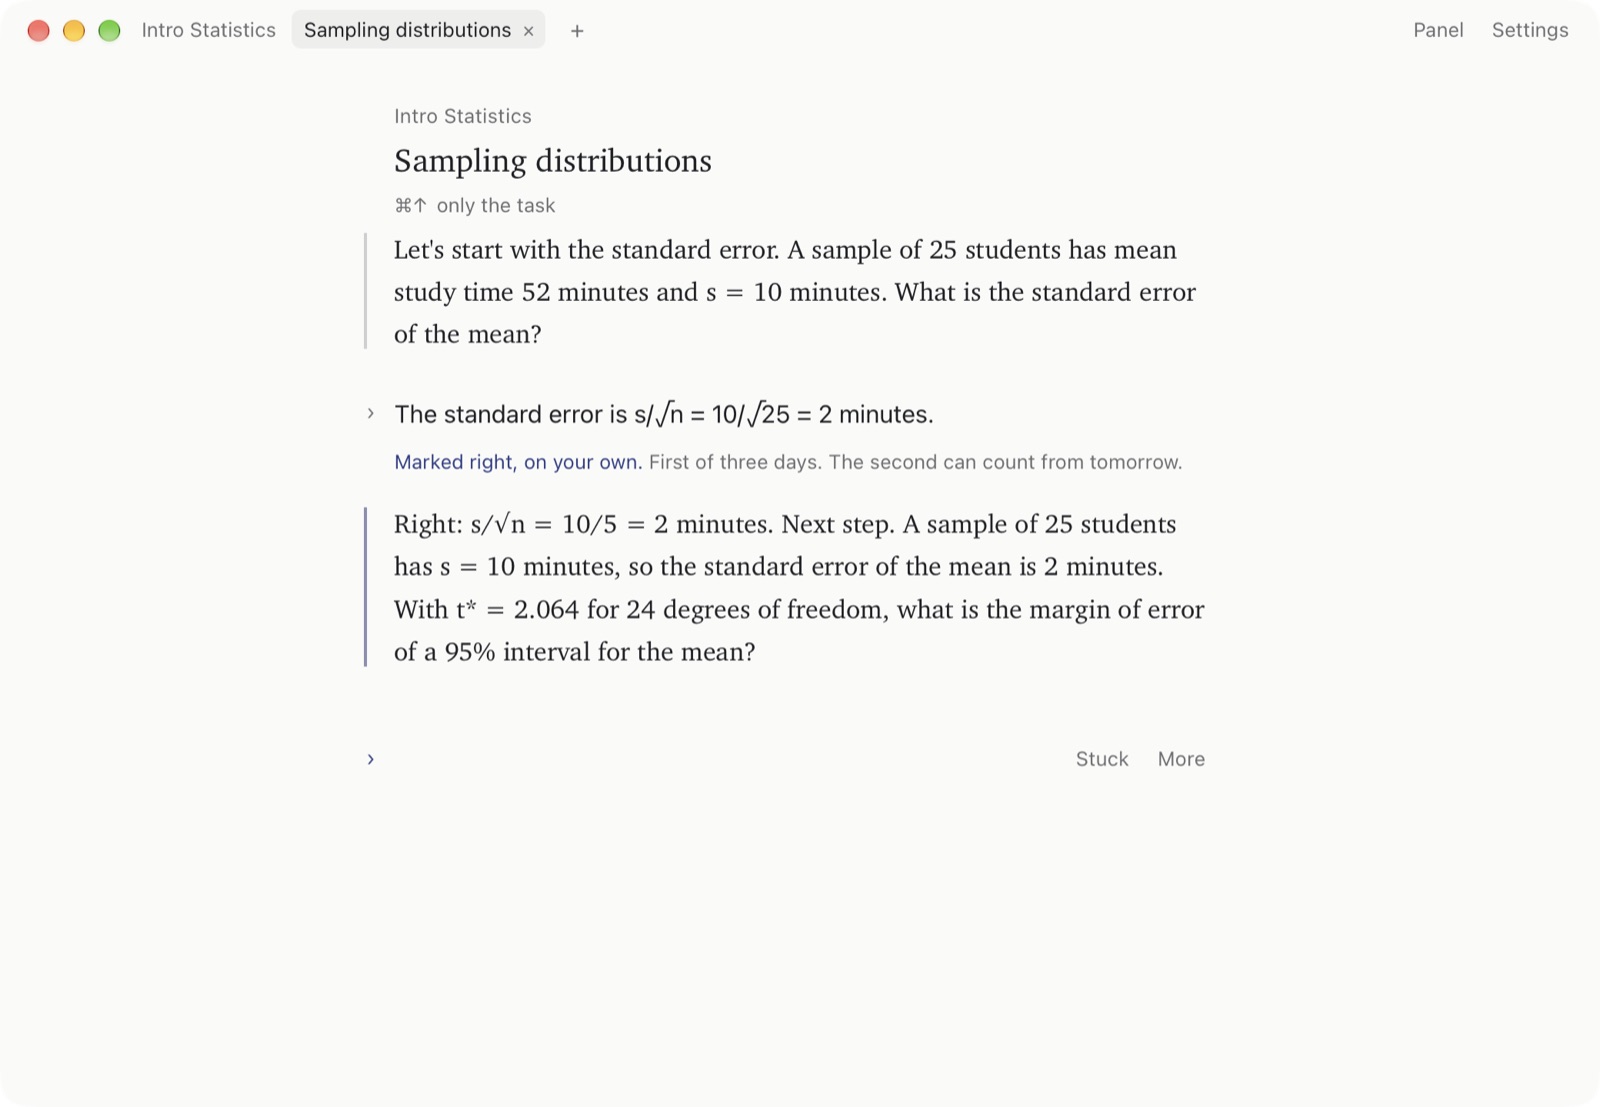 Intro Statistics Sampling distributions × + Panel Settings
Intro Statistics
Sampling distributions
⌘↑ only the task
Let's start with the standard error. A sample of 25 students has mean
study time 52 minutes and s = 10 minutes. What is the standard error
of the mean?
› The standard error is s/√n = 10/√25 = 2 minutes.
Marked right, on your own. First of three days. The second can count from tomorrow.
Right: s/√n = 10/5 = 2 minutes. Next step. A sample of 25 students
has s = 10 minutes, so the standard error of the mean is 2 minutes.
With t* = 2.064 for 24 degrees of freedom, what is the margin of error
of a 95% interval for the mean?
› Stuck More